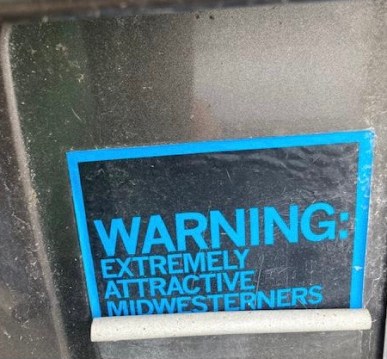 WARNING:
EXTREMELY
ATTRACTIVE
MIDWESTERNERS